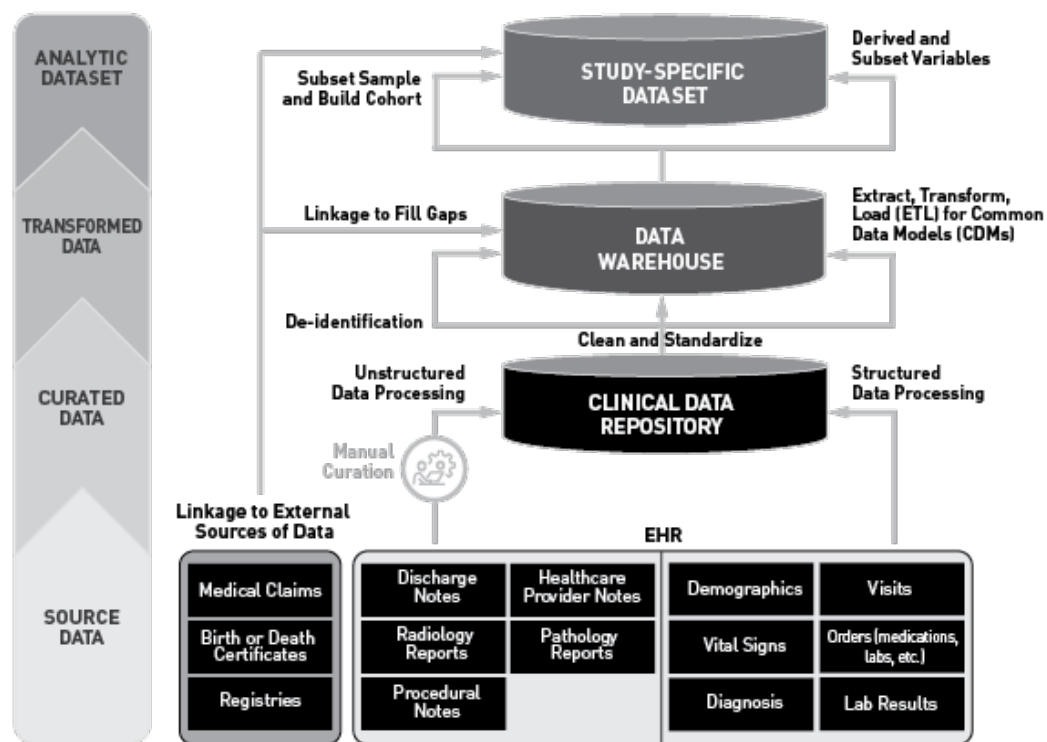 ANALYTIC
DATASET
TRANSFORMED
DATA
CURATED
DATA
SOURCE
DATA
Subset Sample
and Build Cohort
STUDY-SPECIFIC
DATASET
Derived and
Subset Variables
Linkage to Fill Gaps
DATA
WAREHOUSE
Extract, Transform,
Load (ETL) for Common
Data Models (CDMs)
De-identification
Clean and Standardize
Unstructured
Data Processing
CLINICAL DATA
REPOSITORY
Structured
Data Processing
Manual
Curation
Linkage to External
Sources of Data
Medical Claims
Birth or Death
Certificates
Registries
EHR
Discharge
Notes
Healthcare
Provider Notes
Radiology
Reports
Pathology
Reports
Procedural
Notes
Demographics
Visits
Vital Signs
Orders (medications,
labs, etc.)
Diagnosis
Lab Results